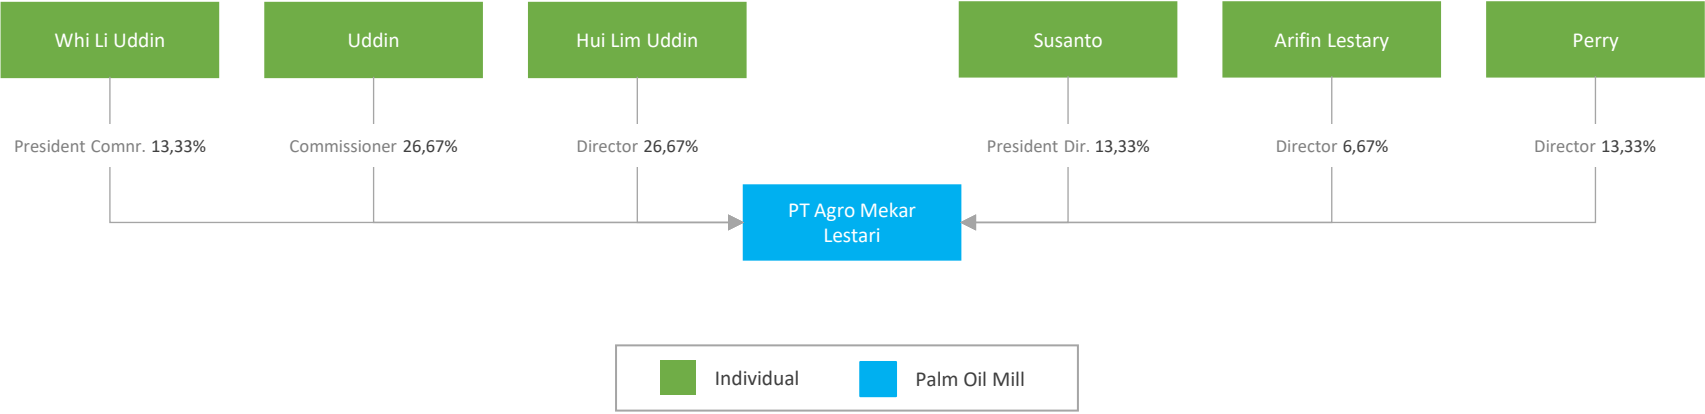 Whi Li Uddin
Uddin
Hui Lim Uddin
Susanto
Arifin Lestary
Perry
President Comnr. 13,33%
Commissioner 26,67%
Director 26,67%
President Dir. 13,33%
Director 6,67%
Director 13,33%
PT Agro Mekar
Lestari
Individual
Palm Oil Mill